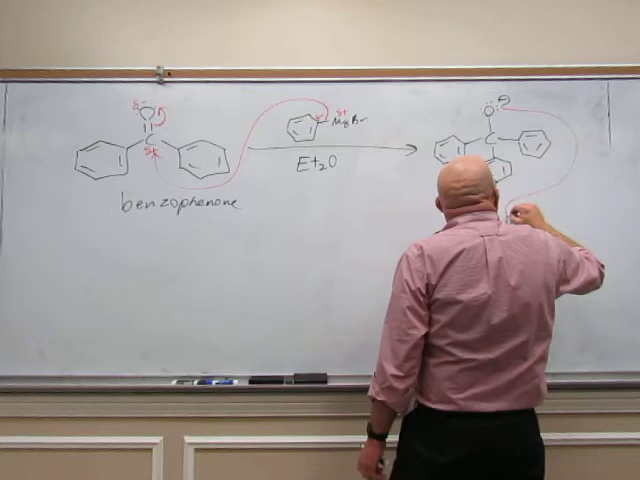 δ- O
C
δ+
benzophenone
δ+
MgBr
Et2O
:O: ⊖
C